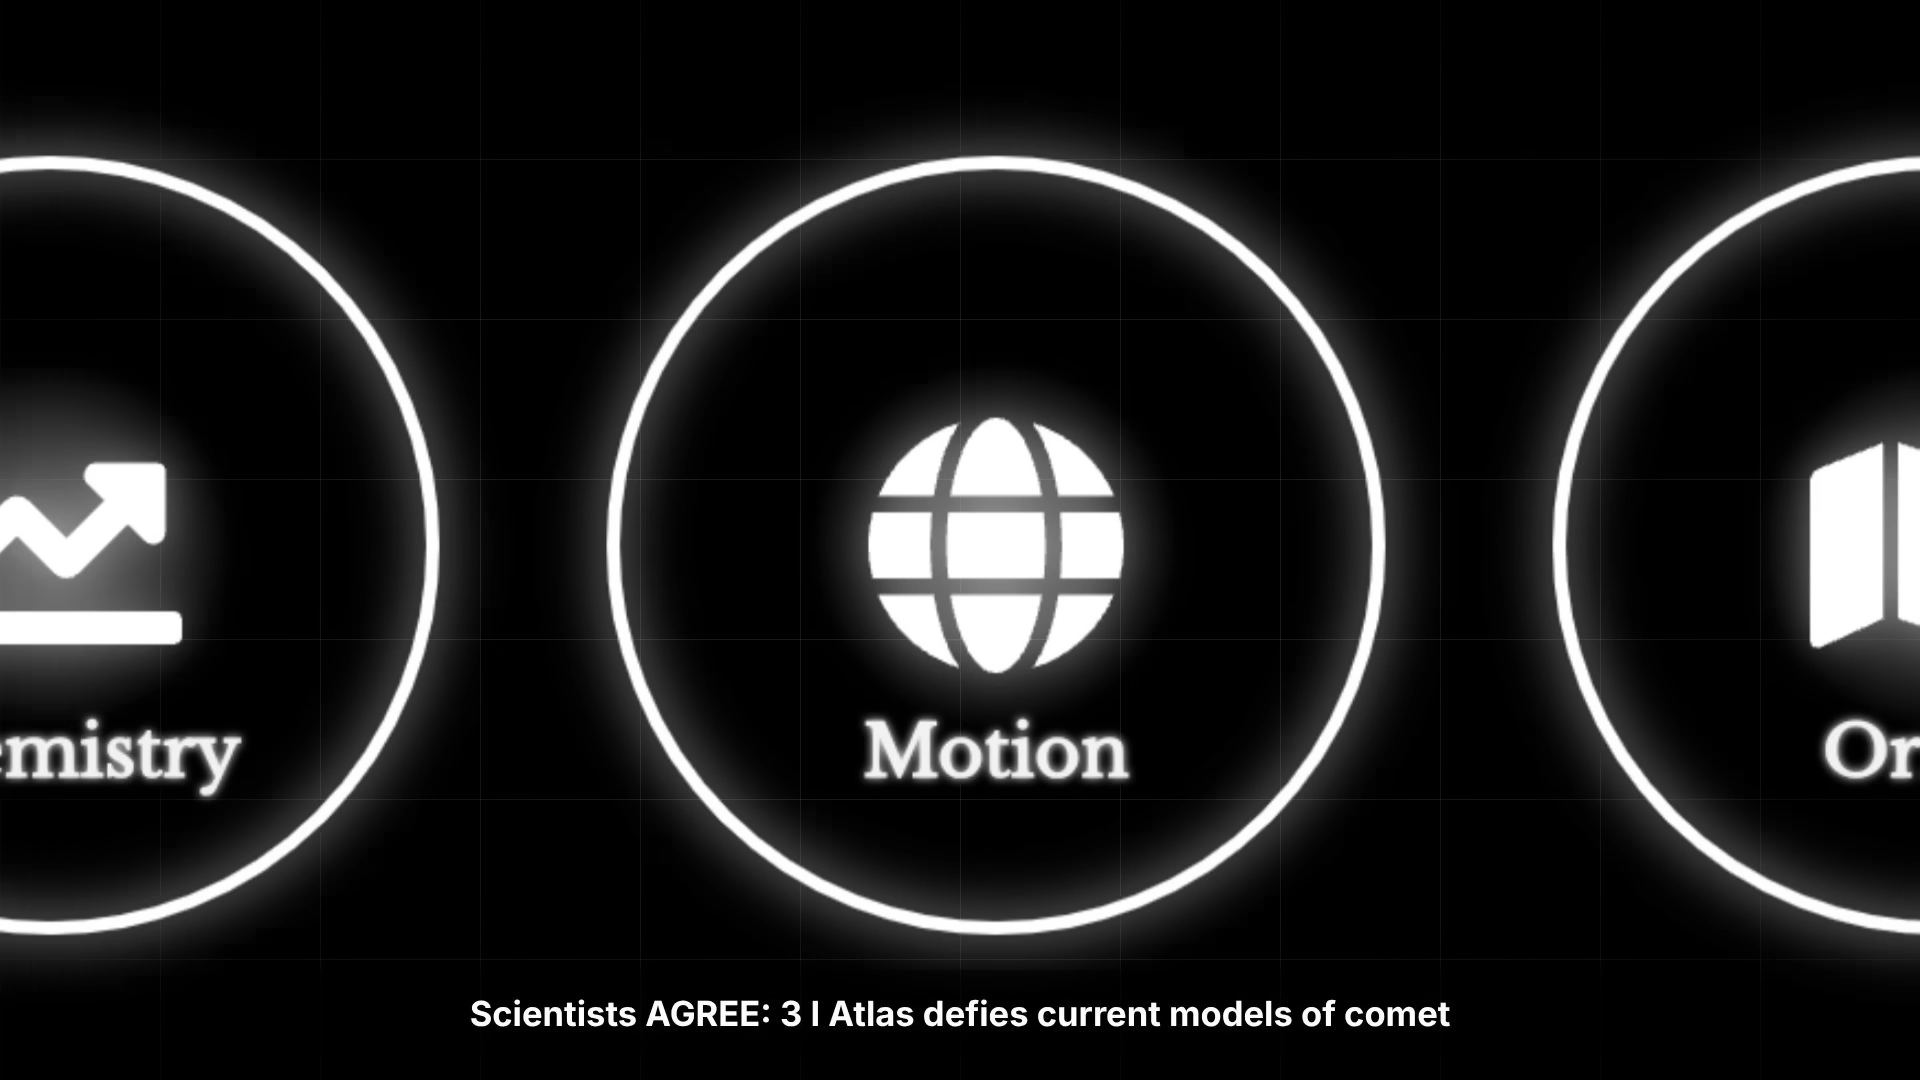 emistry
Motion
Or
Scientists AGREE: 3 I Atlas defies current models of comet